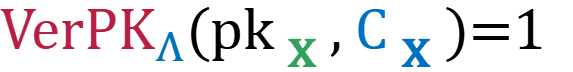 VerPK_Λ(pk_x , C_x )=1